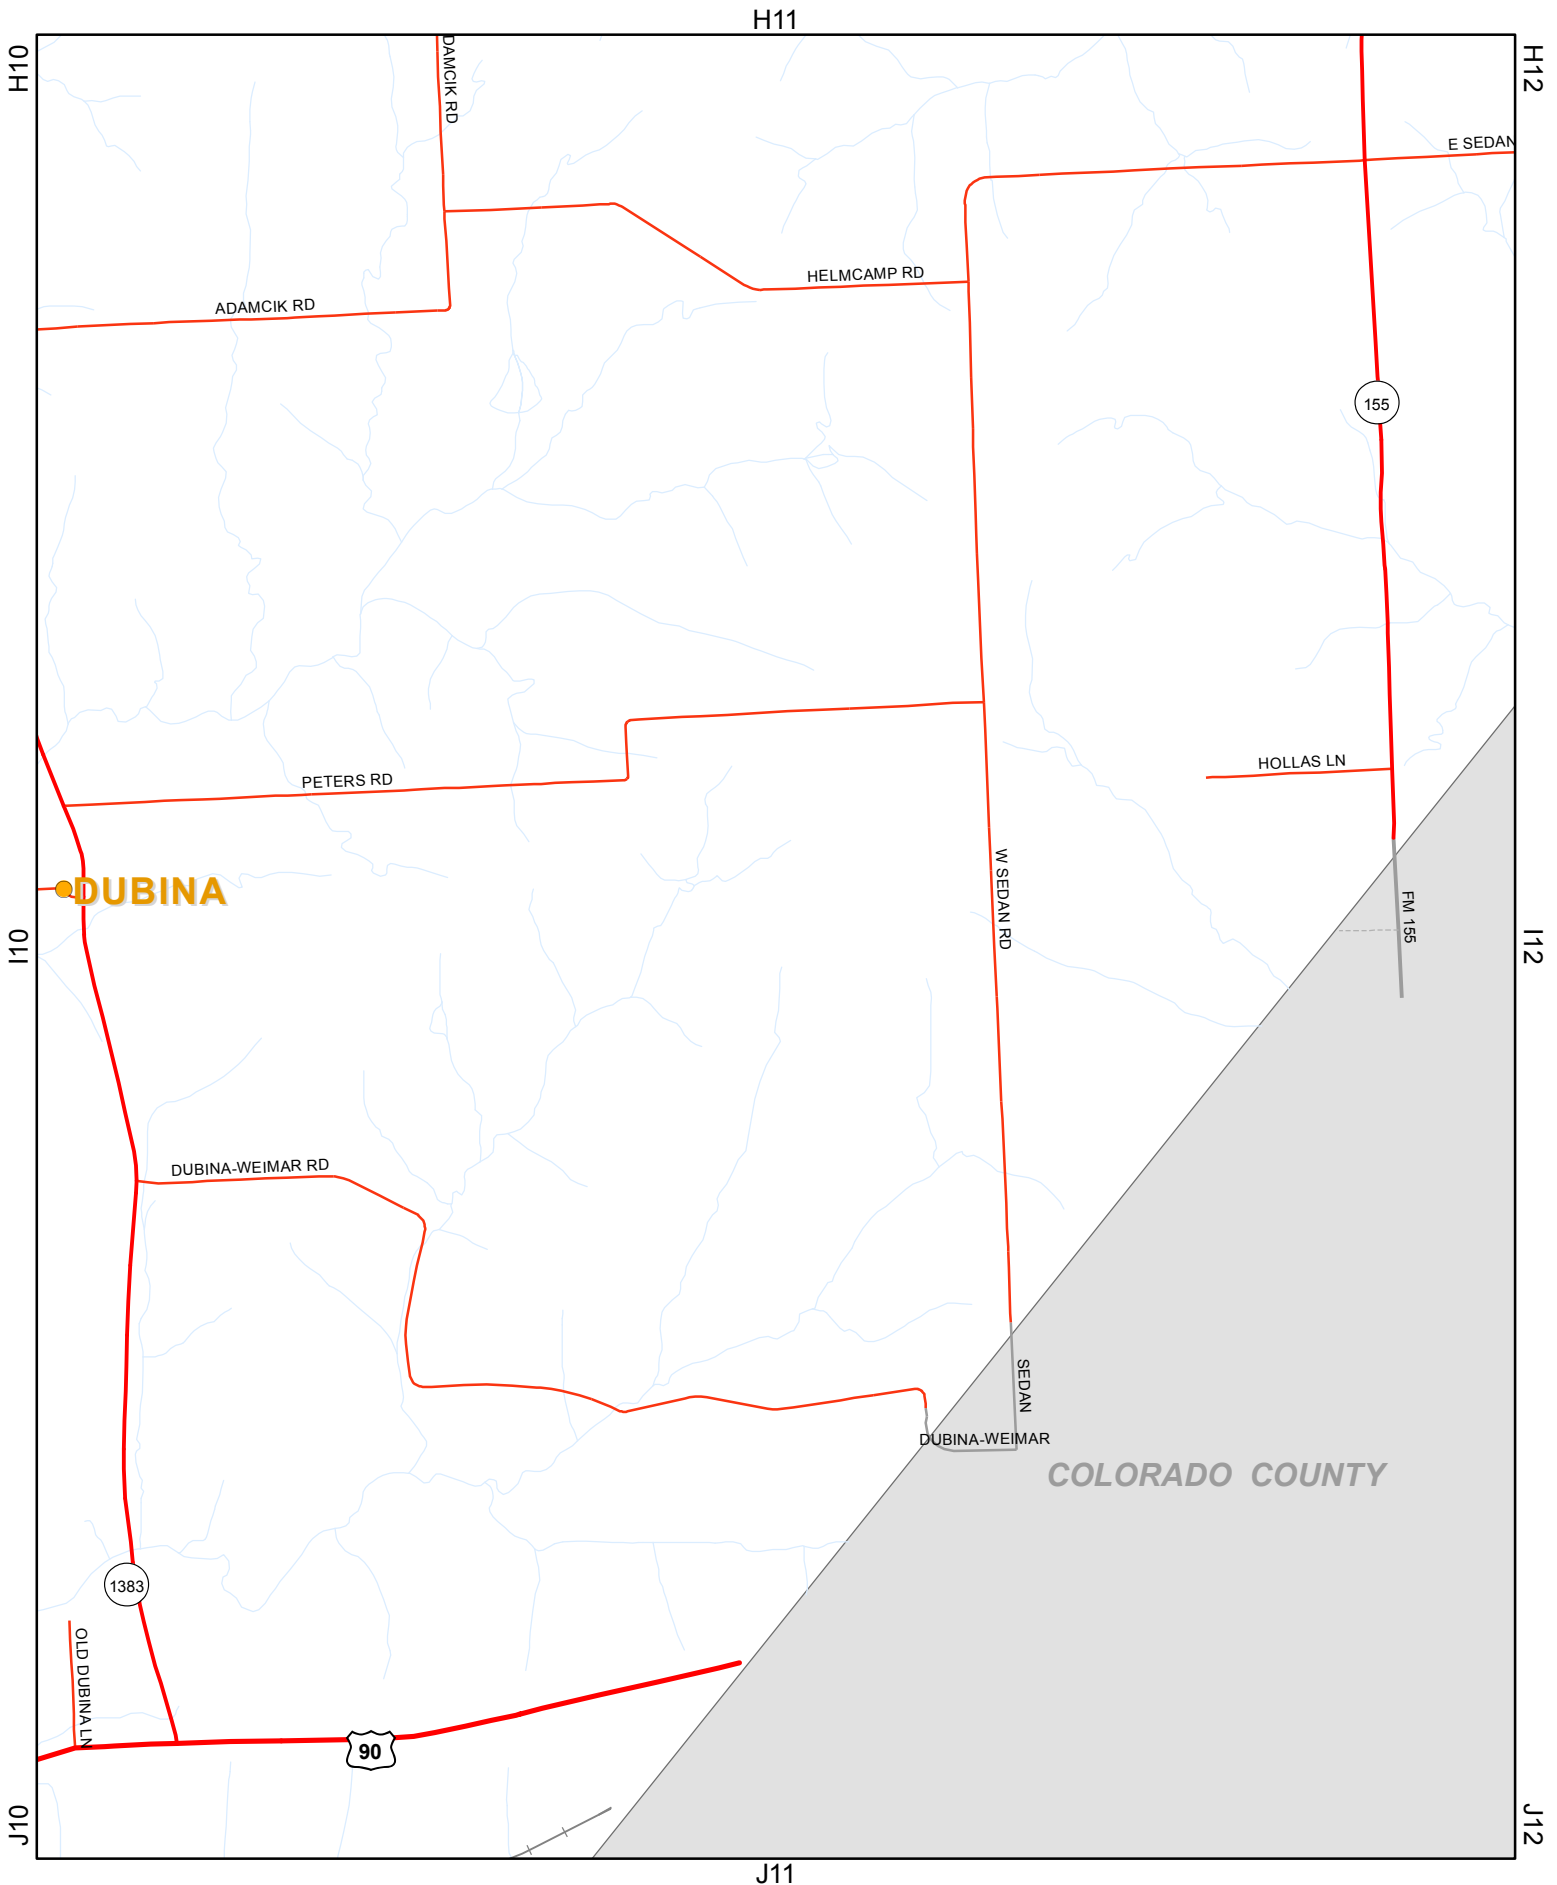 H11
H10
H12
DAMCIK RD
E SEDAN
HELMCAMP RD
ADAMCIK RD
155
PETERS RD
HOLLAS LN
W SEDAN RD
DUBINA
FM 155
I10
I12
DUBINA-WEIMAR RD
SEDAN
DUBINA-WEIMAR
COLORADO COUNTY
1383
OLD DUBINA LN
90
J10
J12
J11